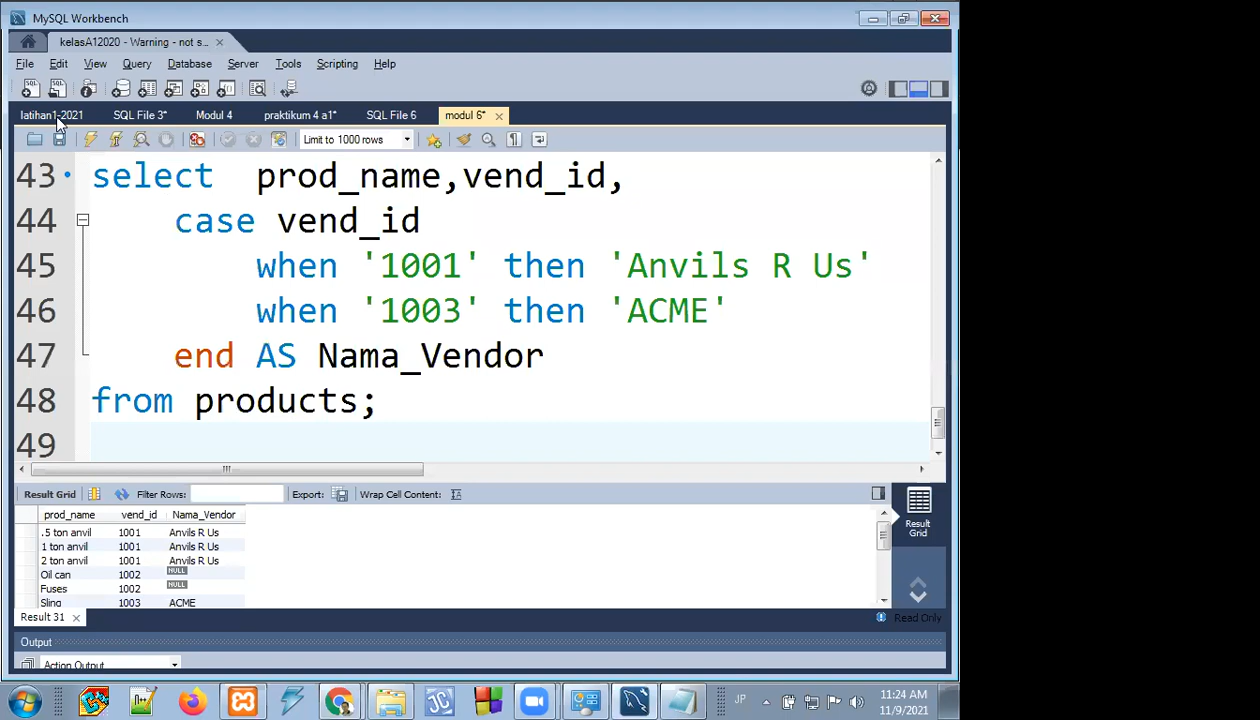 MySQL Workbench
kelasA12020 - Warning - not s...
File Edit View Query Database Server Tools Scripting Help
latihan1-2021 SQL File 3* Modul 4 praktikum 4 a1* SQL File 6 modul 6*
Limit to 1000 rows
43 select prod_name,vend_id,
44 case vend_id
45 when '1001' then 'Anvils R Us'
46 when '1003' then 'ACME'
47 end AS Nama_Vendor
48 from products;
49
Result Grid Filter Rows: Export: Wrap Cell Content:
prod_name vend_id Nama_Vendor
.5 ton anvil 1001 Anvils R Us
1 ton anvil 1001 Anvils R Us
2 ton anvil 1001 Anvils R Us
Oil can 1002 NULL
Fuses 1002 NULL
Sling 1003 ACME
Result Grid
Result 31
Read Only
Output
Action Output
JP
11:24 AM
11/9/2021